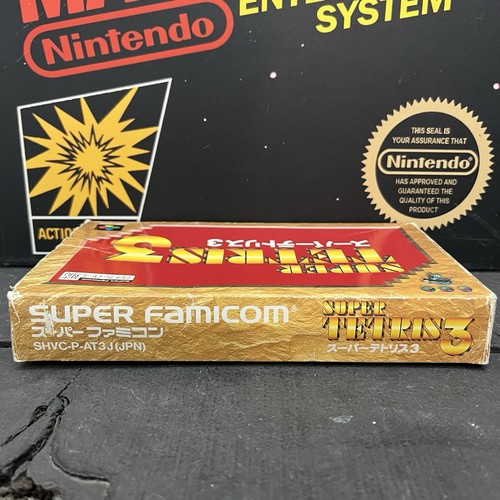 Nintendo
SYSTEM
THIS SEAL IS
YOUR ASSURANCE THAT
Nintendo®
HAS APPROVED AND
GUARANTEED THE
QUALITY OF THIS
PRODUCT
スーパーテトリス3
SUPER
TETRIS 3
SUPER FAMICOM
スーパーファミコン
SHVC-P-AT3J(JPN)
SUPER
TETRIS 3
スーパーテトリス3